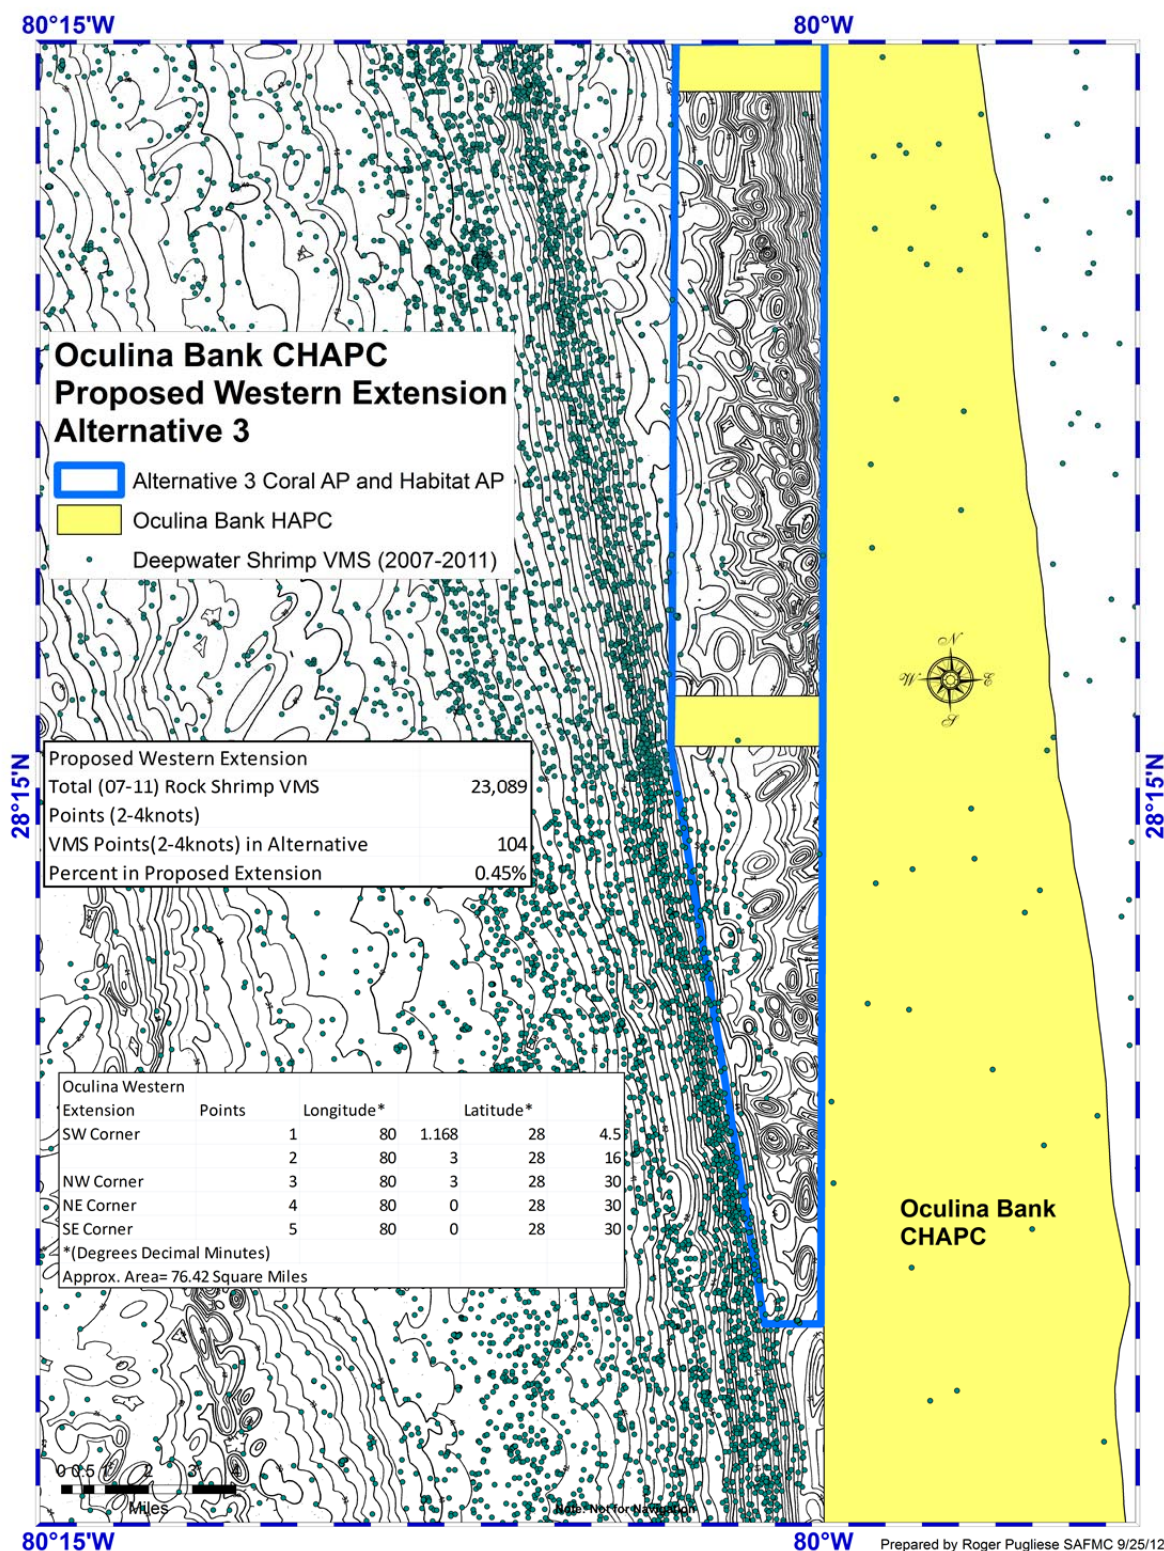 80°15'W 80°W
Oculina Bank CHAPC
Proposed Western Extension
Alternative 3
Alternative 3 Coral AP and Habitat AP
Oculina Bank HAPC
Deepwater Shrimp VMS (2007-2011)
N
W E
S
28°15'N 28°15'N
Proposed Western Extension
Total (07-11) Rock Shrimp VMS 23,089
Points (2-4knots)
VMS Points(2-4knots) in Alternative 104
Percent in Proposed Extension 0.45%
Oculina Western
Extension Points Longitude* Latitude*
SW Corner 1 80 1.168 28 4.5
2 80 3 28 16
NW Corner 3 80 3 28 30
NE Corner 4 80 0 28 30
SE Corner 5 80 0 28 30
*(Degrees Decimal Minutes)
Approx. Area= 76.42 Square Miles
Oculina Bank
CHAPC
0 0.5 1 2 3 4
Miles
Note: Not for Navigation
80°15'W 80°W
Prepared by Roger Pugliese SAFMC 9/25/12